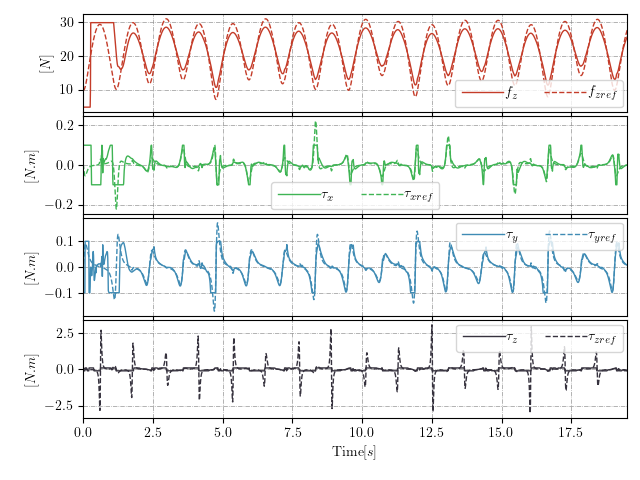 30
20
10
[N]
f_z f_zref
0.2
0.0
−0.2
[N.m]
τ_x τ_xref
0.1
0.0
−0.1
[N.m]
τ_y τ_yref
2.5
0.0
−2.5
[N.m]
τ_z τ_zref
0.0 2.5 5.0 7.5 10.0 12.5 15.0 17.5
Time[s]